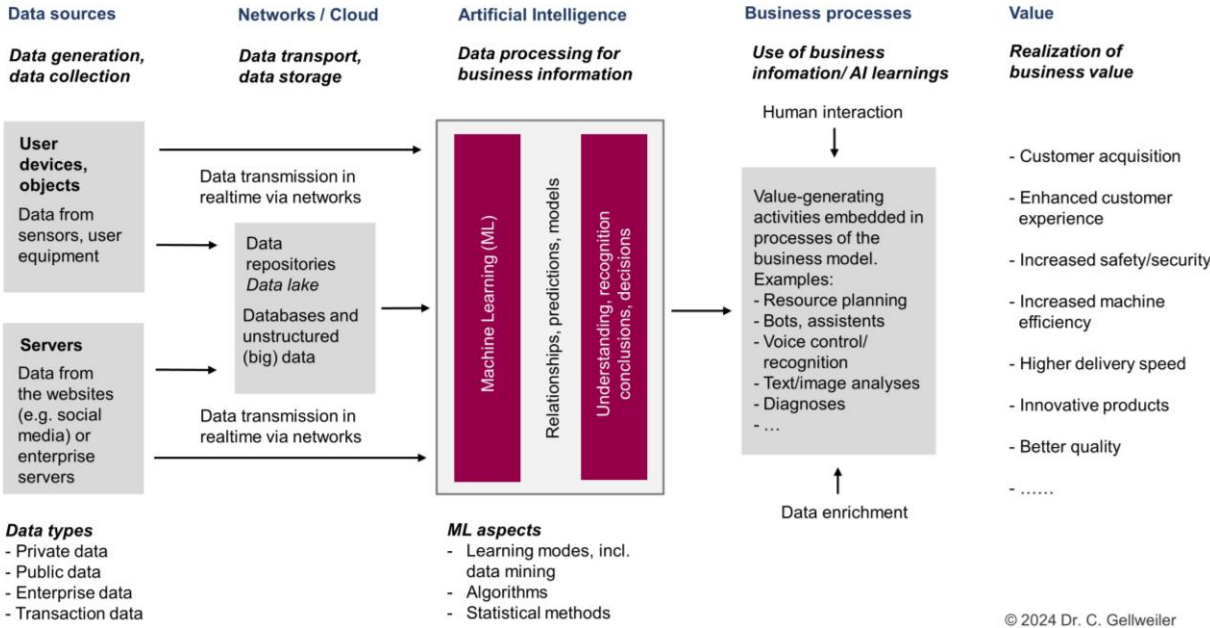 Data sources
Data generation,
data collection
User
devices,
objects
Data from
sensors, user
equipment
Servers
Data from
the websites
(e.g. social
media) or
enterprise
servers
Data types
- Private data
- Public data
- Enterprise data
- Transaction data
Networks / Cloud
Data transport,
data storage
Data transmission in
realtime via networks
Data
repositories
Data lake
Databases and
unstructured
(big) data
Data transmission in
realtime via networks
Artificial Intelligence
Data processing for
business information
Machine Learning (ML)
Relationships, predictions, models
Understanding, recognition
conclusions, decisions
ML aspects
- Learning modes, incl.
data mining
- Algorithms
- Statistical methods
Business processes
Use of business
infomation/ AI learnings
Human interaction
Value-generating
activities embedded in
processes of the
business model.
Examples:
- Resource planning
- Bots, assistents
- Voice control/
recognition
- Text/image analyses
- Diagnoses
- …
Data enrichment
Value
Realization of
business value
- Customer acquisition
- Enhanced customer
experience
- Increased safety/security
- Increased machine
efficiency
- Higher delivery speed
- Innovative products
- Better quality
- ……
© 2024 Dr. C. Gellweiler